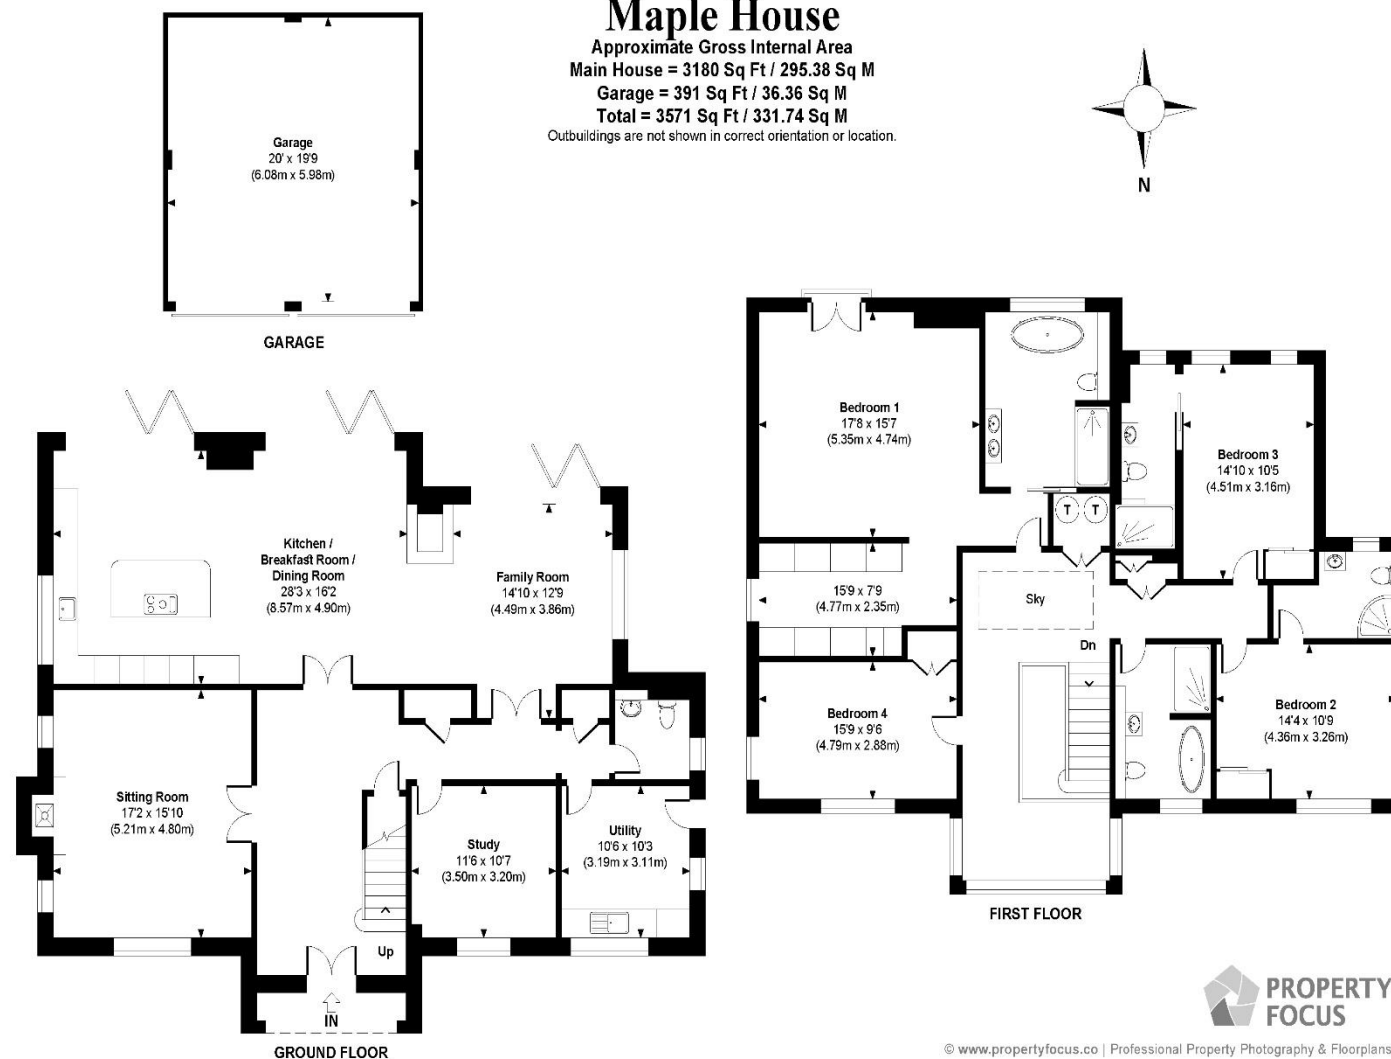 Maple House
Approximate Gross Internal Area
Main House = 3180 Sq Ft / 295.38 Sq M
Garage = 391 Sq Ft / 36.36 Sq M
Total = 3571 Sq Ft / 331.74 Sq M
Outbuildings are not shown in correct orientation or location.
N
Garage
20' x 19'9
(6.08m x 5.98m)
GARAGE
Kitchen /
Breakfast Room /
Dining Room
28'3 x 16'2
(8.57m x 4.90m)
Family Room
14'10 x 12'9
(4.49m x 3.86m)
Sitting Room
17'2 x 15'10
(5.21m x 4.80m)
Study
11'6 x 10'7
(3.50m x 3.20m)
Utility
10'6 x 10'3
(3.19m x 3.11m)
Up
IN
GROUND FLOOR
Bedroom 1
17'8 x 15'7
(5.35m x 4.74m)
T
T
Bedroom 3
14'10 x 10'5
(4.51m x 3.16m)
15'9 x 7'9
(4.77m x 2.35m)
Sky
Dn
Bedroom 4
15'9 x 9'6
(4.79m x 2.88m)
Bedroom 2
14'4 x 10'9
(4.36m x 3.26m)
FIRST FLOOR
PROPERTY
FOCUS
© www.propertyfocus.co | Professional Property Photography & Floorplans